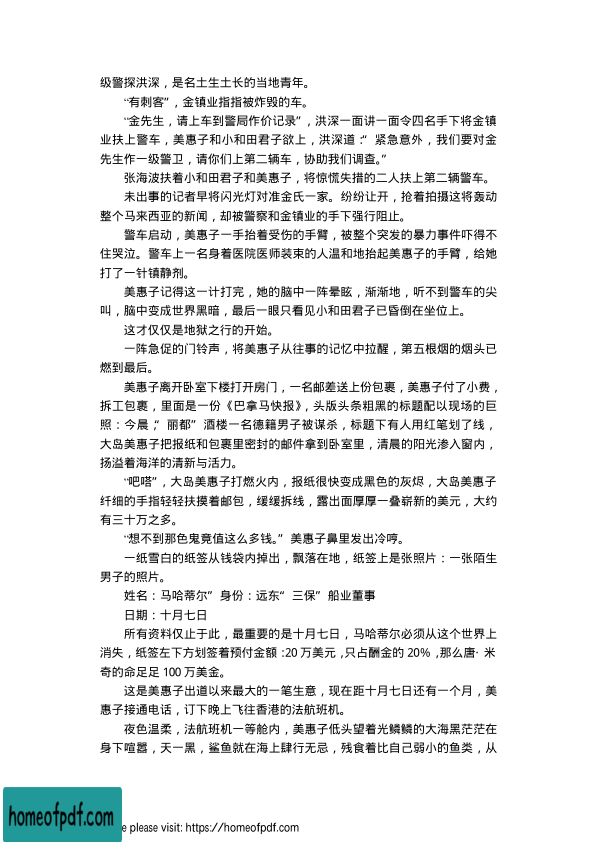 级警探洪深，是名土生土长的当地青年。
“有刺客”，金镇业指指被炸毁的车。
“金先生，请上车到警局作价记录”，洪深一面讲一面令四名手下将金镇
业扶上警车，美惠子和小和田君子欲上，洪深道：“紧急意外，我们要对金
先生作一级警卫，请你们上第二辆车，协助我们调查。”
张海波扶着小和田君子和美惠子，将惊慌失措的二人扶上第二辆警车。
未出事的记者早将闪光灯对准金氏一家。纷纷让开，抢着拍摄这将轰动
整个马来西亚的新闻，却被警察和金镇业的手下强行阻止。
警车启动，美惠子一手抬着受伤的手臂，被整个突发的暴力事件吓得不
住哭泣。警车上一名身着医院医师装束的人温和地抬起美惠子的手臂，给她
打了一针镇静剂。
美惠子记得这一计打完，她的脑中一阵晕眩，渐渐地，听不到警车的尖
叫，脑中变成世界黑暗，最后一眼只看见小和田君子已昏倒在坐位上。
这才仅仅是地狱之行的开始。
一阵急促的门铃声，将美惠子从往事的记忆中拉醒，第五根烟的烟头已
燃到最后。
美惠子离开卧室下楼打开房门，一名邮差送上份包裹，美惠子付了小费，
拆工包裹，里面是一份《巴拿马快报》，头版头条粗黑的标题配以现场的巨
照：今晨，“丽都”酒楼一名德籍男子被谋杀，标题下有人用红笔划了线，
大岛美惠子把报纸和包裹里密封的邮件拿到卧室里，清晨的阳光渗入窗内，
扬溢着海洋的清新与活力。
“吧嗒”，大岛美惠子打燃火内，报纸很快变成黑色的灰烬，大岛美惠子
纤细的手指轻轻扶摸着邮包，缓缓拆线，露出面厚厚一叠崭新的美元，大约
有三十万之多。
“想不到那色鬼竟值这么多钱。”美惠子鼻里发出冷哼。
一纸雪白的纸签从钱袋内掉出，飘落在地，纸签上是张照片：一张陌生
男子的照片。
姓名：马哈蒂尔”身份：远东“三保”船业董事
日期：十月七日
所有资料仅止于此，最重要的是十月七日，马哈蒂尔必须从这个世界上
消失，纸签左下方划签着预付金额：20万美元，只占酬金的20％，那么唐·米
奇的命足足100万美金。
这是美惠子出道以来最大的一笔生意，现在距十月七日还有一个月，美
惠子接通电话，订下晚上飞往香港的法航班机。
夜色温柔，法航班机一等舱内，美惠子低头望着光鳞鳞的大海黑茫茫在
身下喧嚣，天一黑，鲨鱼就在海上肆行无忌，残食着比自己弱小的鱼类，从
homeofpdf.com
e please visit: https://homeofpdf.com